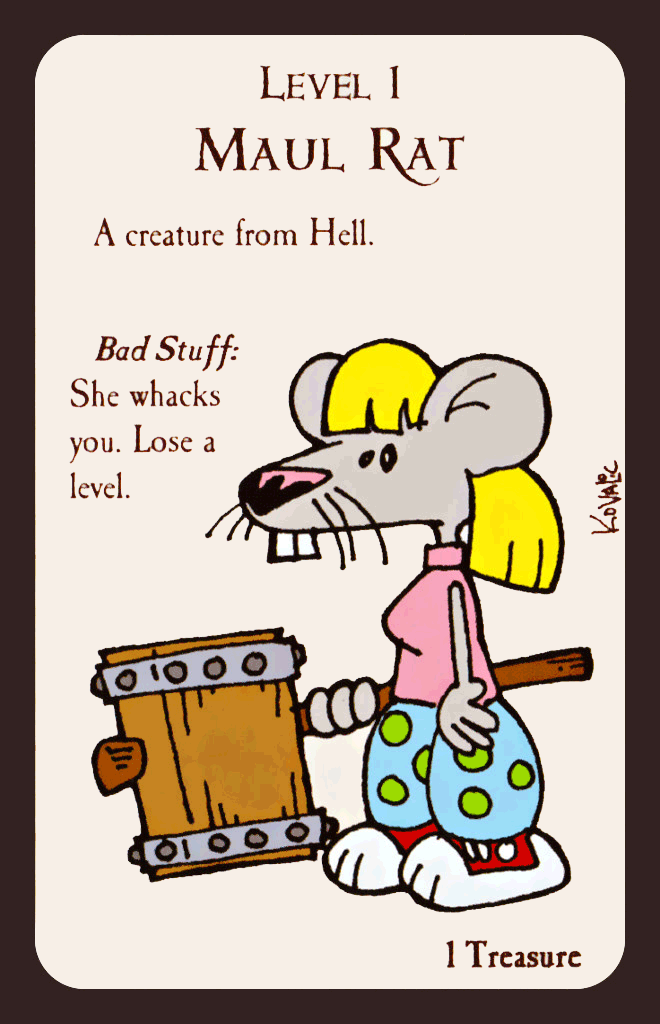 Level 1
Maul Rat
A creature from Hell.
Bad Stuff:
She whacks
you. Lose a
level.
Kovalic
1 Treasure